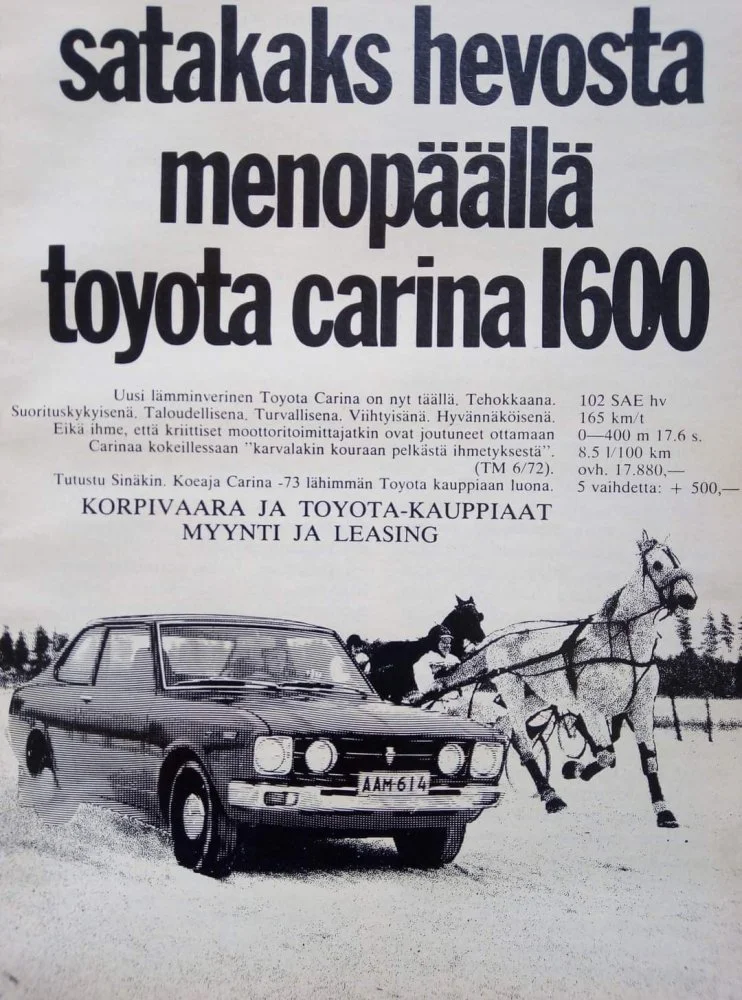 satakaks hevosta
menopäällä
toyota carina 1600
Uusi lämminverinen Toyota Carina on nyt täällä. Tehokkaana.
Suorituskykyisenä. Taloudellisena. Turvallisena. Viihtyisänä. Hyvännäköisenä.
Eikä ihme, että kriittiset moottoritoimittajatkin ovat joutuneet ottamaan
Carinaa kokeillessaan "karvalakin kouraan pelkästä ihmetyksestä".
(TM 6/72).
Tutustu Sinäkin. Koeaja Carina -73 lähimmän Toyota kauppiaan luona.
102 SAE hv
165 km/t
0—400 m 17.6 s.
8.5 l/100 km
ovh. 17.880,—
5 vaihdetta: + 500,—
KORPIVAARA JA TOYOTA-KAUPPIAAT
MYYNTI JA LEASING
AAM-614